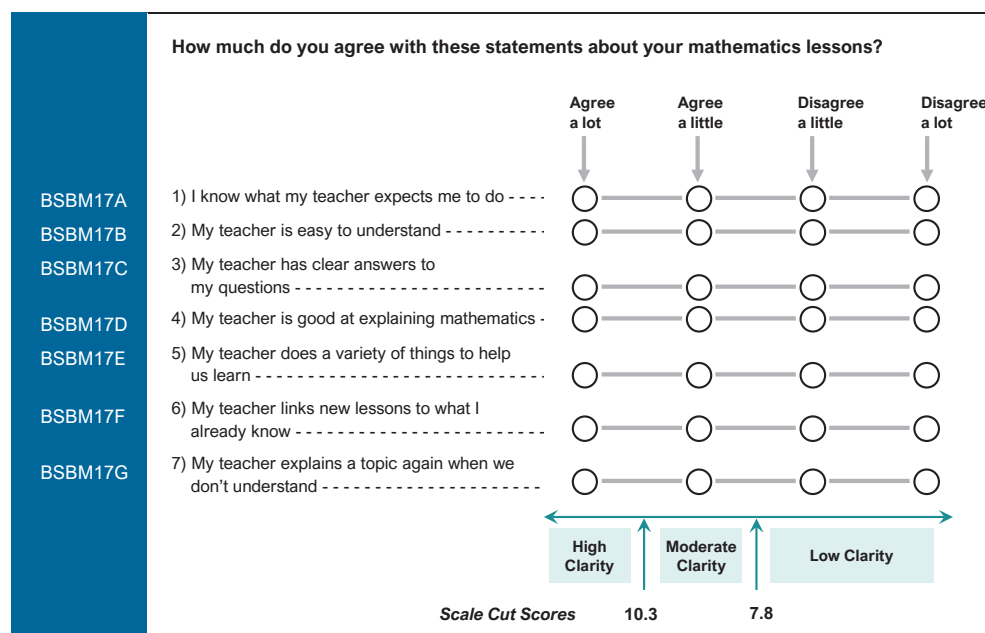 How much do you agree with these statements about your mathematics lessons?
Agree a lot
Agree a little
Disagree a little
Disagree a lot
BSBM17A
1) I know what my teacher expects me to do - - - -
BSBM17B
2) My teacher is easy to understand - - - - - - - - - -
BSBM17C
3) My teacher has clear answers to
my questions - - - - - - - - - - - - - - - - - - - - - - - -
BSBM17D
4) My teacher is good at explaining mathematics -
BSBM17E
5) My teacher does a variety of things to help
us learn - - - - - - - - - - - - - - - - - - - - - - - - - - - -
BSBM17F
6) My teacher links new lessons to what I
already know - - - - - - - - - - - - - - - - - - - - - - - -
BSBM17G
7) My teacher explains a topic again when we
don't understand - - - - - - - - - - - - - - - - - - - - - -
High
Clarity
Moderate
Clarity
Low Clarity
Scale Cut Scores 10.3 7.8